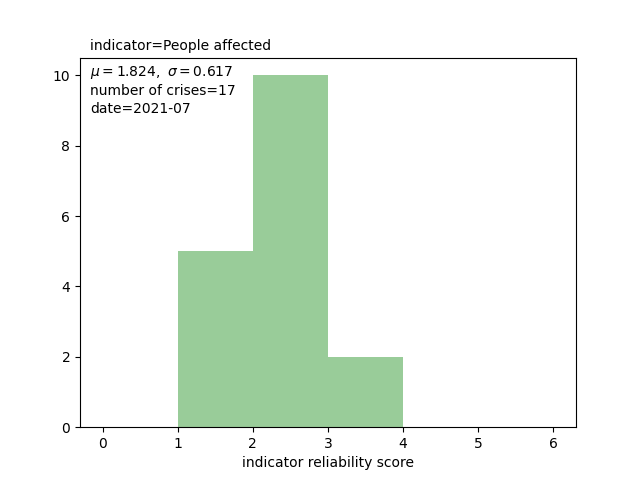 indicator=People affected
μ = 1.824, σ = 0.617
number of crises=17
date=2021-07
10
8
6
4
2
0
0 1 2 3 4 5 6
indicator reliability score